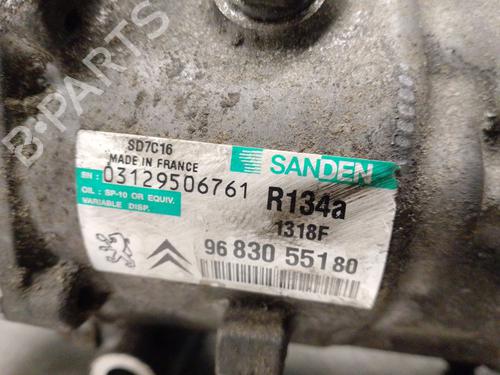 B-PARTS
SD7C16
MADE IN FRANCE
SANDEN
SN : 03129506761
R134a
OIL : SP-10 OR EQUIV.
VARIABLE DISP.
1318F
96 830 551 80